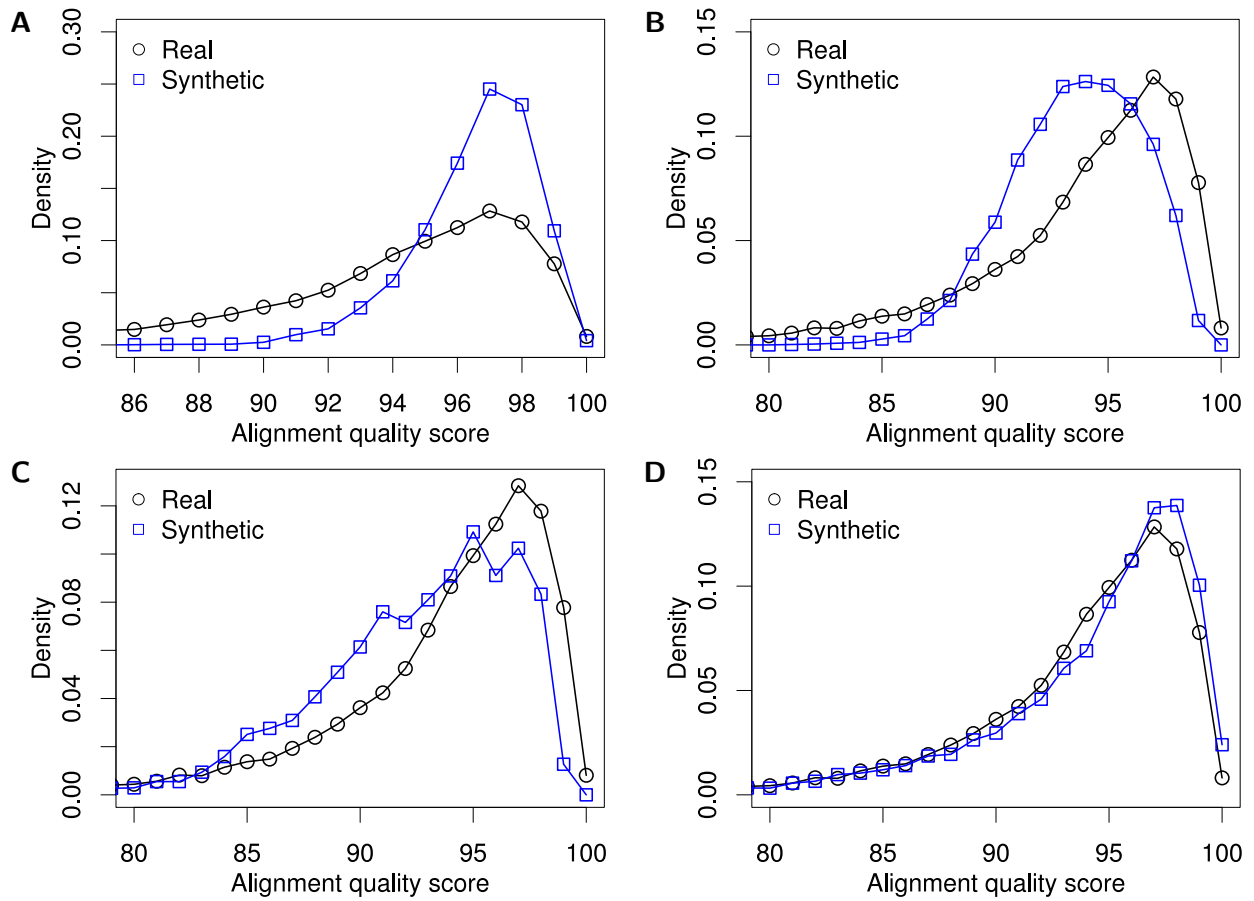 A
Real
Synthetic
Density
0.00 0.10 0.20 0.30
86 88 90 92 94 96 98 100
Alignment quality score
B
Real
Synthetic
Density
0.00 0.05 0.10 0.15
80 85 90 95 100
Alignment quality score
C
Real
Synthetic
Density
0.00 0.04 0.08 0.12
80 85 90 95 100
Alignment quality score
D
Real
Synthetic
Density
0.00 0.05 0.10 0.15
80 85 90 95 100
Alignment quality score